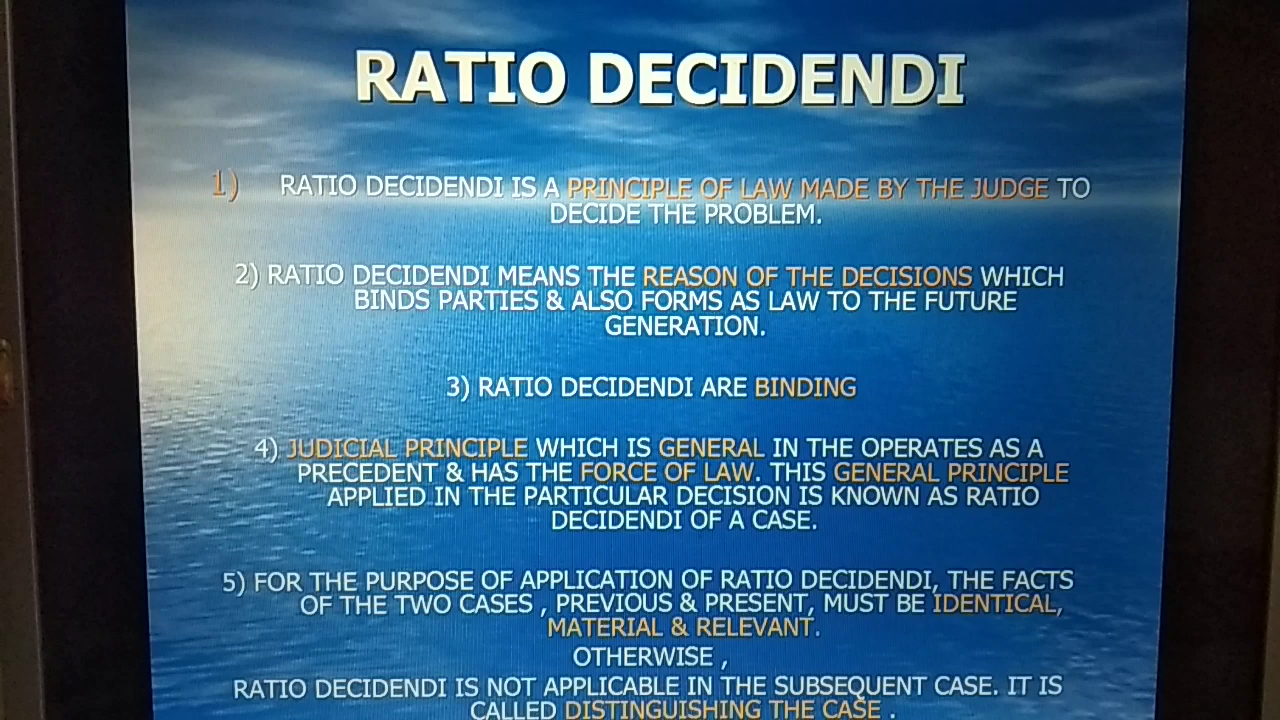 RATIO DECIDENDI
1) RATIO DECIDENDI IS A PRINCIPLE OF LAW MADE BY THE JUDGE TO
DECIDE THE PROBLEM.
2) RATIO DECIDENDI MEANS THE REASON OF THE DECISIONS WHICH
BINDS PARTIES & ALSO FORMS AS LAW TO THE FUTURE
GENERATION.
3) RATIO DECIDENDI ARE BINDING
4) JUDICIAL PRINCIPLE WHICH IS GENERAL IN THE OPERATES AS A
PRECEDENT & HAS THE FORCE OF LAW. THIS GENERAL PRINCIPLE
APPLIED IN THE PARTICULAR DECISION IS KNOWN AS RATIO
DECIDENDI OF A CASE.
5) FOR THE PURPOSE OF APPLICATION OF RATIO DECIDENDI, THE FACTS
OF THE TWO CASES , PREVIOUS & PRESENT, MUST BE IDENTICAL,
MATERIAL & RELEVANT.
OTHERWISE ,
RATIO DECIDENDI IS NOT APPLICABLE IN THE SUBSEQUENT CASE. IT IS
CALLED DISTINGUISHING THE CASE .